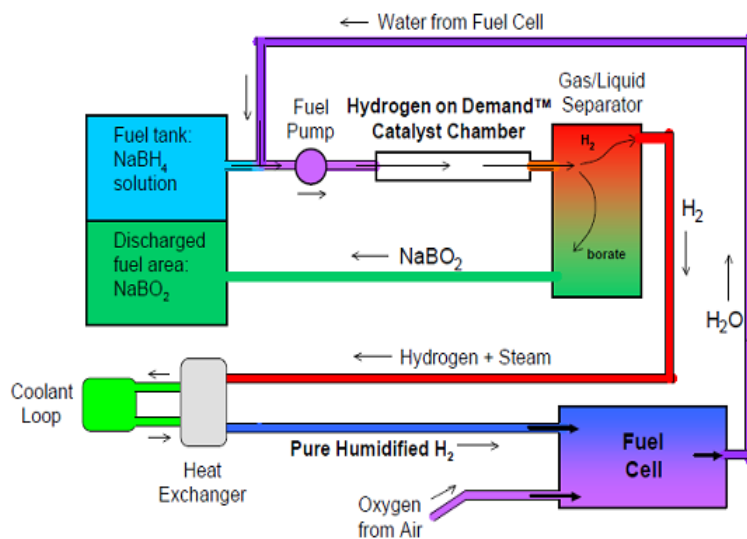 Water from Fuel Cell
Gas/Liquid
Separator
Fuel
Pump
Hydrogen on Demand™
Catalyst Chamber
Fuel tank:
NaBH₄
solution
H₂
H₂
Discharged
fuel area:
NaBO₂
NaBO₂
borate
H₂O
Hydrogen + Steam
Coolant
Loop
Heat
Exchanger
Pure Humidified H₂
Fuel
Cell
Oxygen
from Air